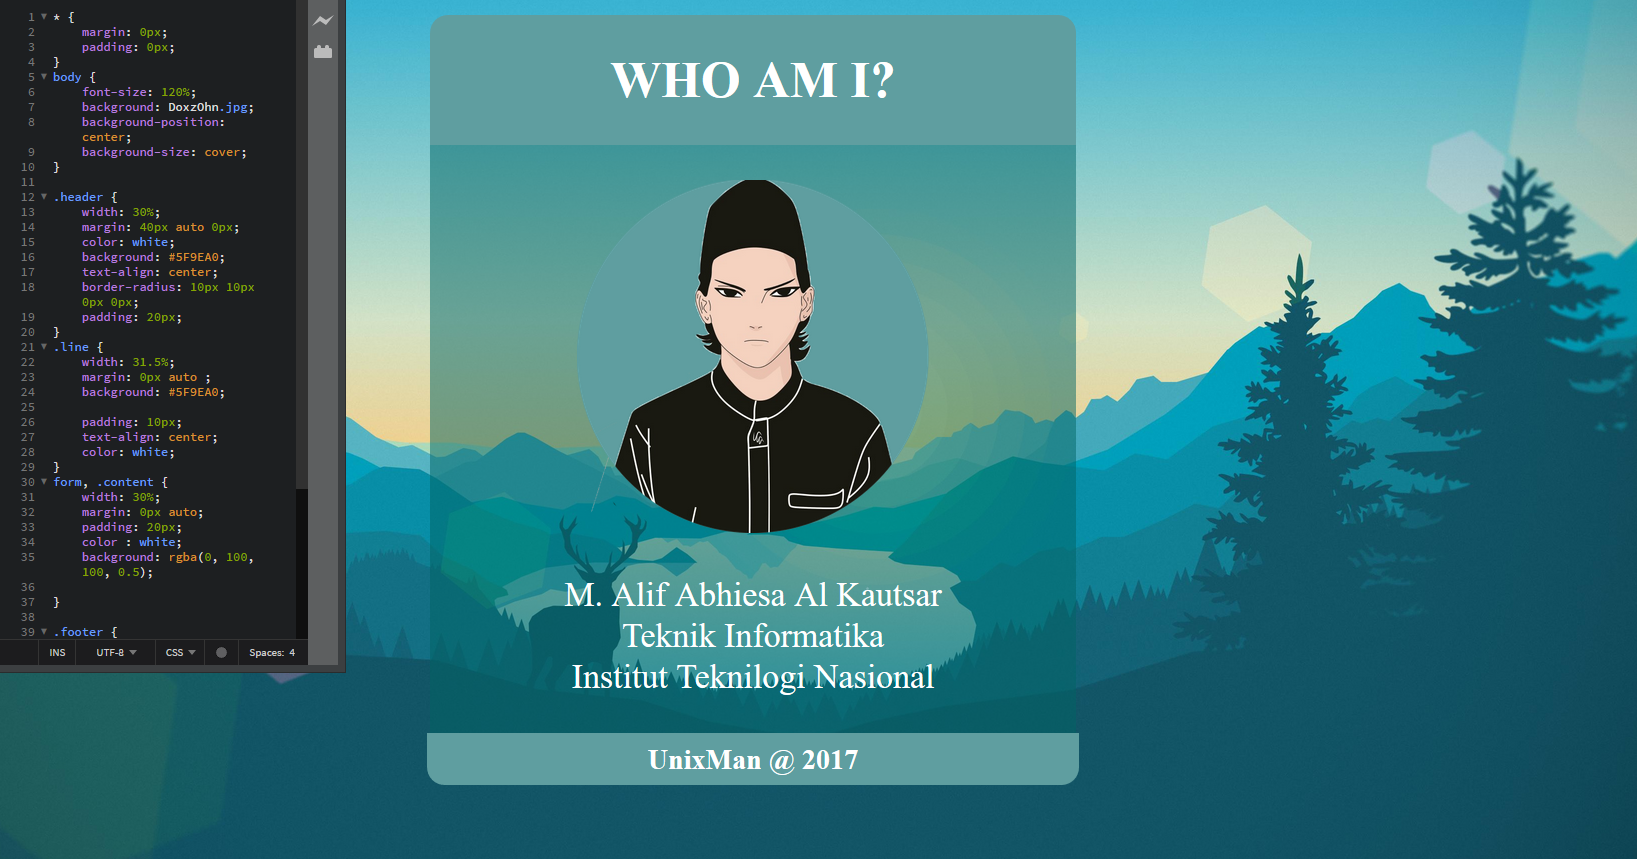 1 * {
2 margin: 0px;
3 padding: 0px;
4 }
5 body {
6 font-size: 120%;
7 background: DoxzOhn.jpg;
8 background-position:
center;
9 background-size: cover;
10 }
11
12 .header {
13 width: 30%;
14 margin: 40px auto 0px;
15 color: white;
16 background: #5F9EA0;
17 text-align: center;
18 border-radius: 10px 10px
0px 0px;
19 padding: 20px;
20 }
21 .line {
22 width: 31.5%;
23 margin: 0px auto ;
24 background: #5F9EA0;
25
26 padding: 10px;
27 text-align: center;
28 color: white;
29 }
30 form, .content {
31 width: 30%;
32 margin: 0px auto;
33 padding: 20px;
34 color : white;
35 background: rgba(0, 100,
100, 0.5);
36
37 }
38
39 .footer {
INS UTF-8 CSS Spaces: 4
WHO AM I?
M. Alif Abhiesa Al Kautsar
Teknik Informatika
Institut Teknilogi Nasional
UnixMan @ 2017